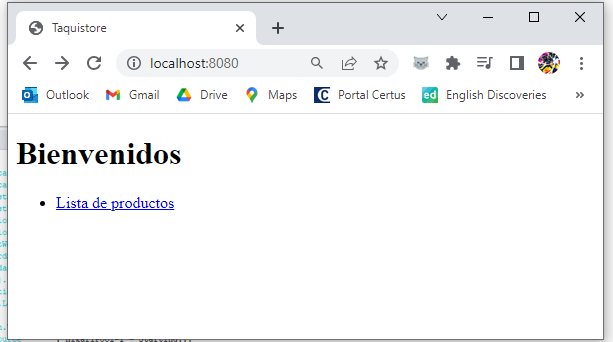 Taquistore
localhost:8080
Outlook Gmail Drive Maps Portal Certus English Discoveries »
Bienvenidos
• Lista de productos